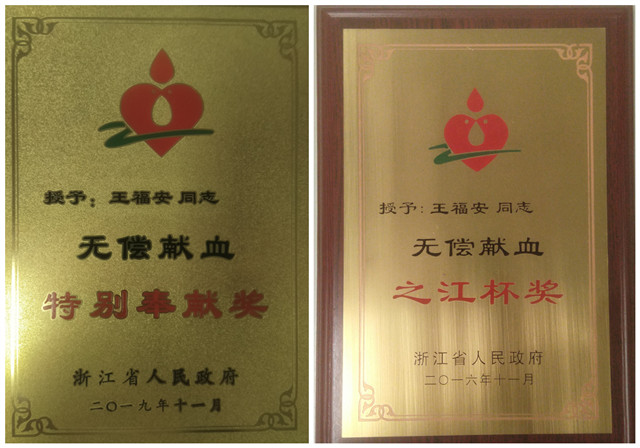 授予：王福安 同志
无偿献血
特别奉献奖
浙江省人民政府
二〇一九年十一月
授予：王福安 同志
无偿献血
之江杯奖
浙江省人民政府
二〇一六年十一月